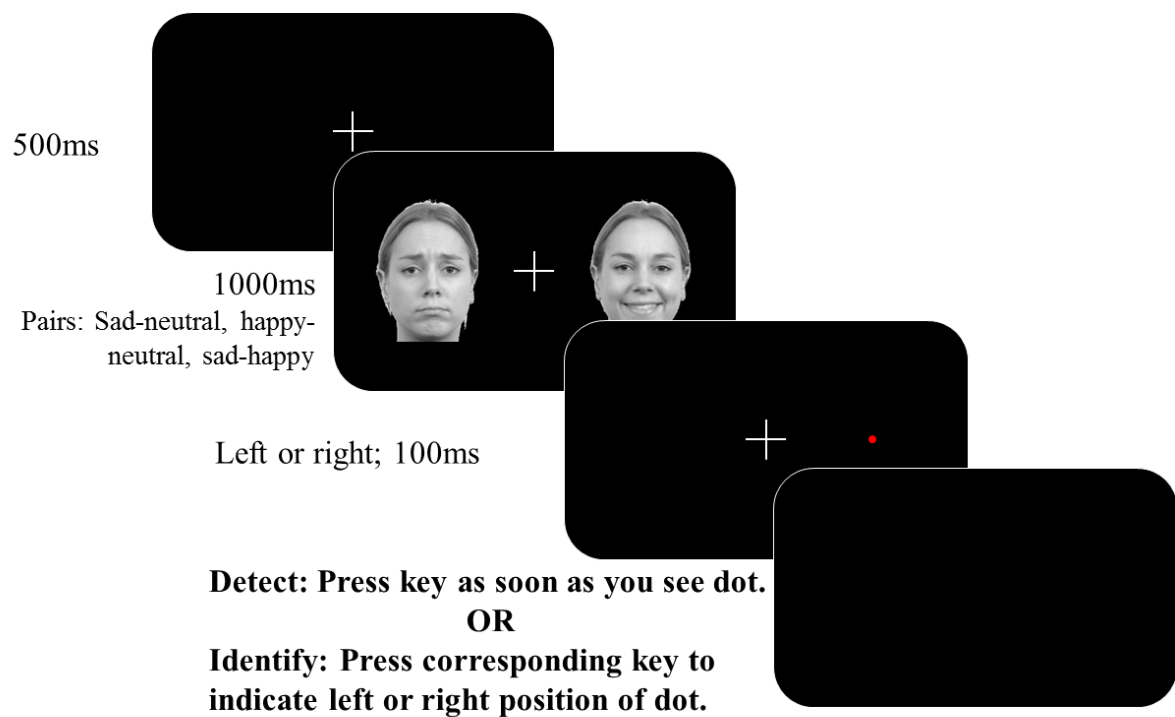 500ms
1000ms
Pairs: Sad-neutral, happy-
neutral, sad-happy
Left or right; 100ms
Detect: Press key as soon as you see dot.
OR
Identify: Press corresponding key to
indicate left or right position of dot.